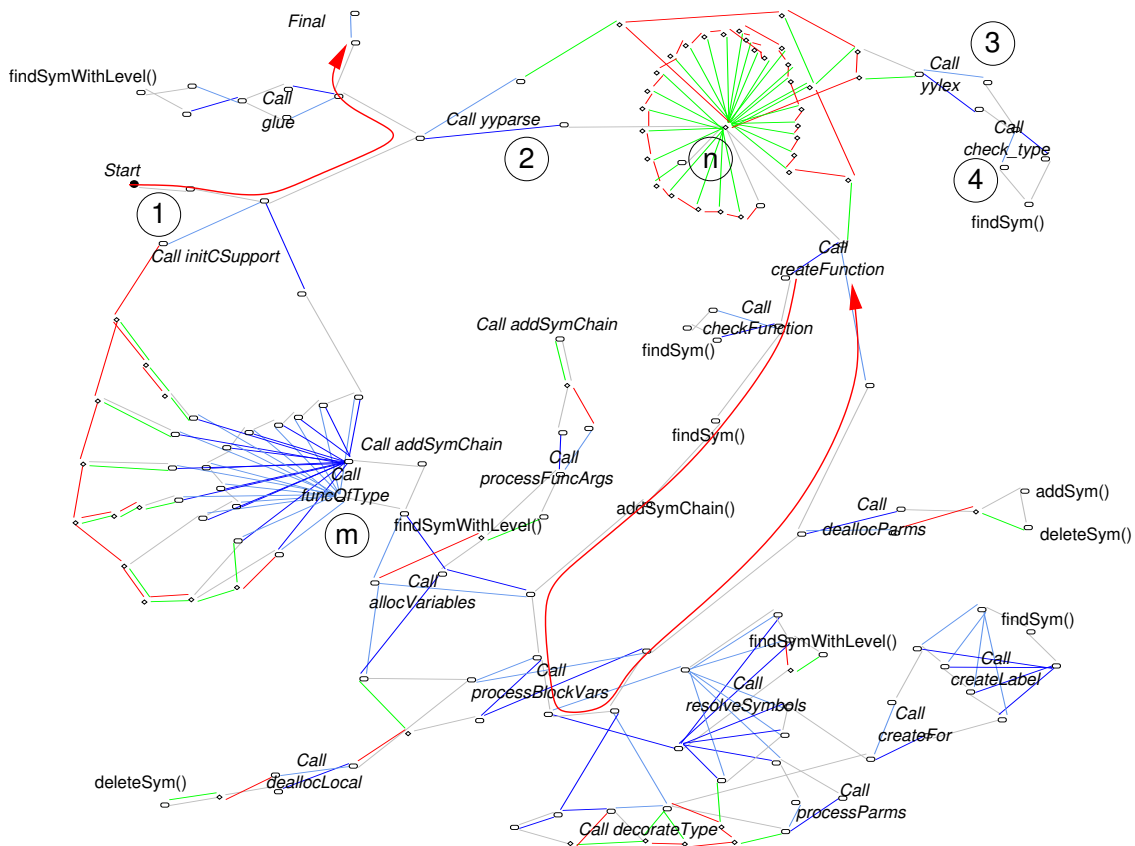 Final
3
findSymWithLevel()
Call
yylex
Call
glue
Call yyparse
2
Call
check_type
n
4
Start
1
findSym()
Call initCSupport
Call
createFunction
Call addSymChain
Call
checkFunction
findSym()
findSym()
Call addSymChain
Call
funcOfType
Call
processFuncArgs
addSym()
addSymChain()
Call
deallocParms
findSymWithLevel()
deleteSym()
m
Call
allocVariables
findSym()
findSymWithLevel()
Call
createLabel
Call
processBlockVars
Call
resolveSymbols
Call
createFor
Call
deallocLocal
deleteSym()
Call
processParms
Call decorateType